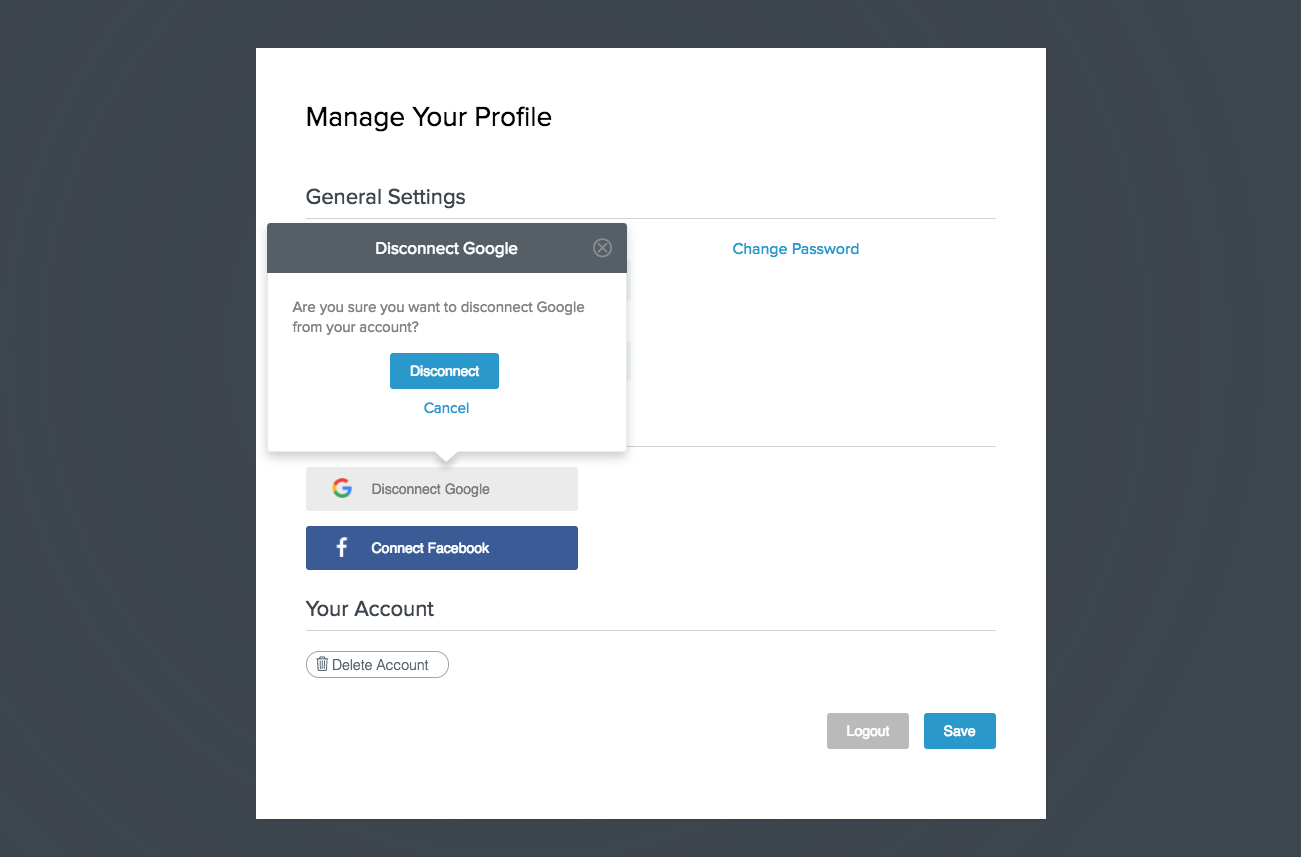 Manage Your Profile
General Settings
Disconnect Google
Change Password
Are you sure you want to disconnect Google
from your account?
Disconnect
Cancel
Disconnect Google
Connect Facebook
Your Account
Delete Account
Logout
Save